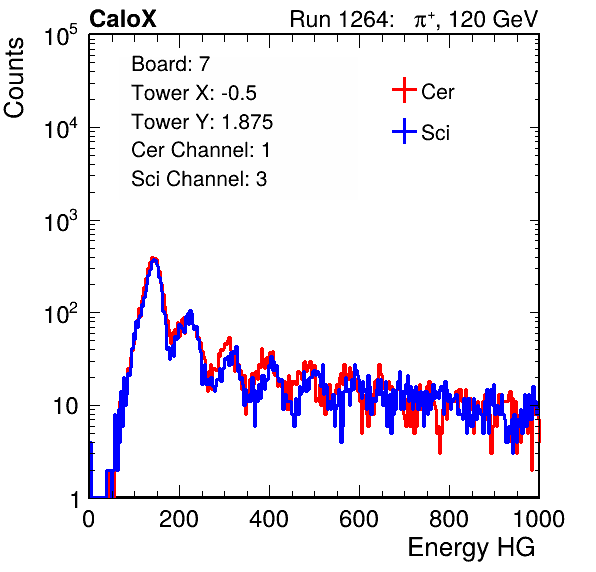 CaloX Run 1264: π⁺, 120 GeV
Board: 7
Tower X: -0.5
Tower Y: 1.875
Cer Channel: 1
Sci Channel: 3
Cer
Sci
Counts
10⁵
10⁴
10³
10²
10
1
0 200 400 600 800 1000
Energy HG